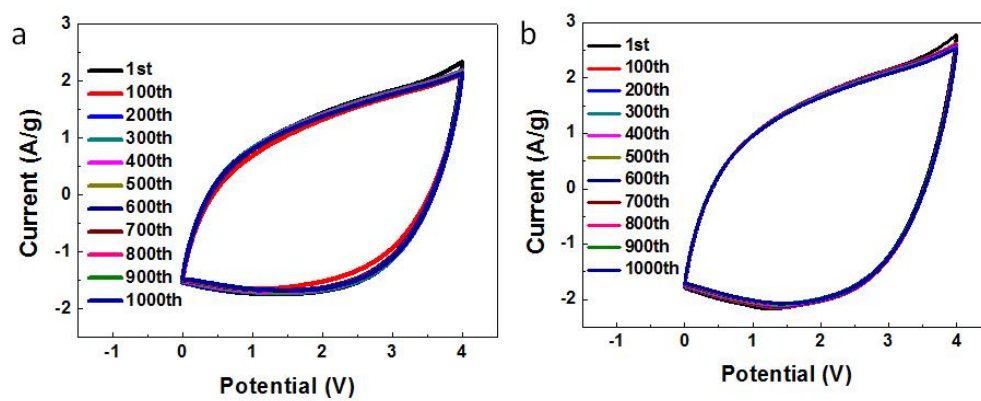 a
3
2
1
0
-1
-2
Current (A/g)
1st
100th
200th
300th
400th
500th
600th
700th
800th
900th
1000th
-1 0 1 2 3 4
Potential (V)
b
3
2
1
0
-1
-2
Current (A/g)
1st
100th
200th
300th
400th
500th
600th
700th
800th
900th
1000th
-1 0 1 2 3 4
Potential (V)